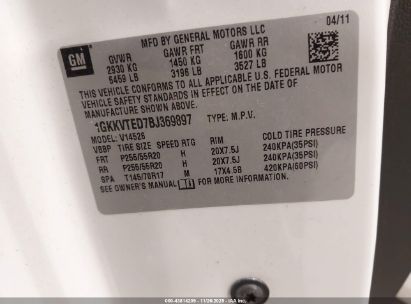 04/11
MFD BY GENERAL MOTORS LLC
GM
GVWR GAWR FRT GAWR RR
2930 KG 1450 KG 1600 KG
6459 LB 3196 LB 3527 LB
THIS VEHICLE CONFORMS TO ALL APPLICABLE U.S. FEDERAL MOTOR
VEHICLE SAFETY STANDARDS IN EFFECT ON THE DATE OF
MANUFACTURE SHOWN ABOVE.
1GKKVTED7BJ369897 TYPE: M.P.V.
MODEL: V14526
VBBP TIRE SIZE SPEED RTG RIM COLD TIRE PRESSURE
FRT P255/55R20 H 20X7.5J 240KPA(35PSI)
RR P255/55R20 H 20X7.5J 240KPA(35PSI)
SPA T145/70R17 M 17X4.5B 420KPA(60PSI)
SEE OWNER'S MANUAL FOR MORE INFORMATION.